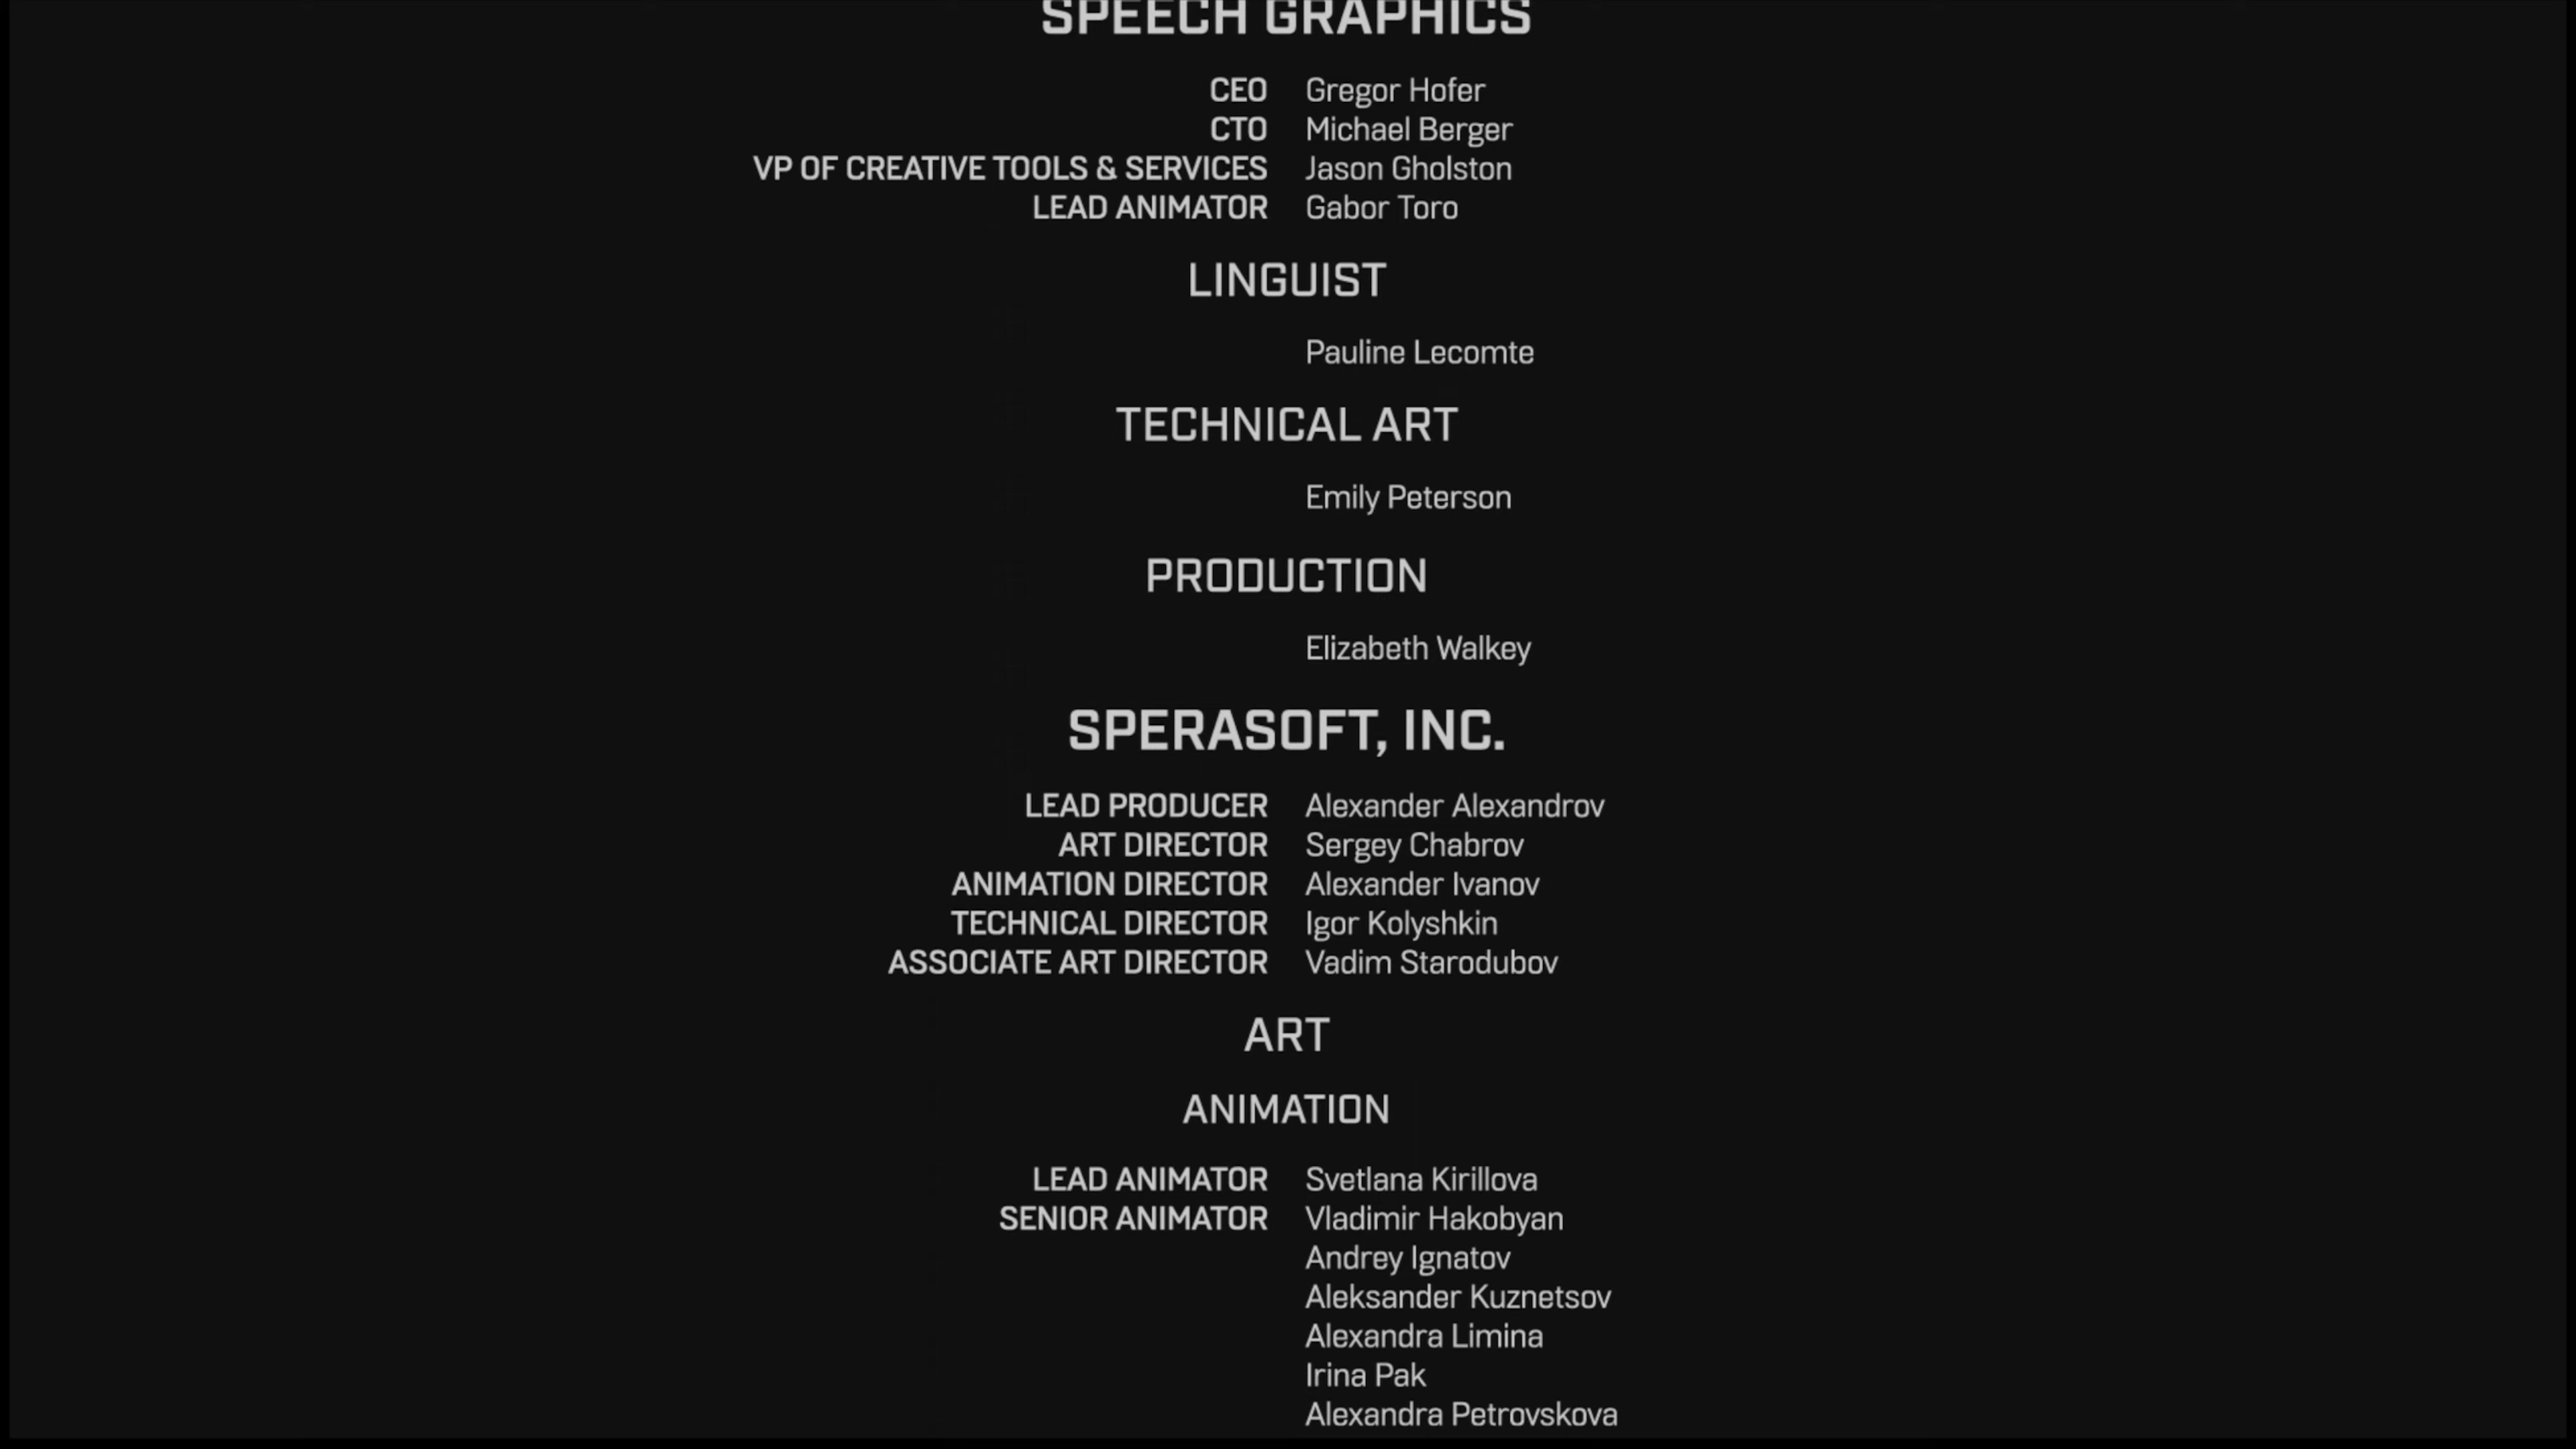 SPEECH GRAPHICS
CEO Gregor Hofer
CTO Michael Berger
VP OF CREATIVE TOOLS & SERVICES Jason Gholston
LEAD ANIMATOR Gabor Toro
LINGUIST
Pauline Lecomte
TECHNICAL ART
Emily Peterson
PRODUCTION
Elizabeth Walkey
SPERASOFT, INC.
LEAD PRODUCER Alexander Alexandrov
ART DIRECTOR Sergey Chabrov
ANIMATION DIRECTOR Alexander Ivanov
TECHNICAL DIRECTOR Igor Kolyshkin
ASSOCIATE ART DIRECTOR Vadim Starodubov
ART
ANIMATION
LEAD ANIMATOR Svetlana Kirillova
SENIOR ANIMATOR Vladimir Hakobyan
Andrey Ignatov
Aleksander Kuznetsov
Alexandra Limina
Irina Pak
Alexandra Petrovskova